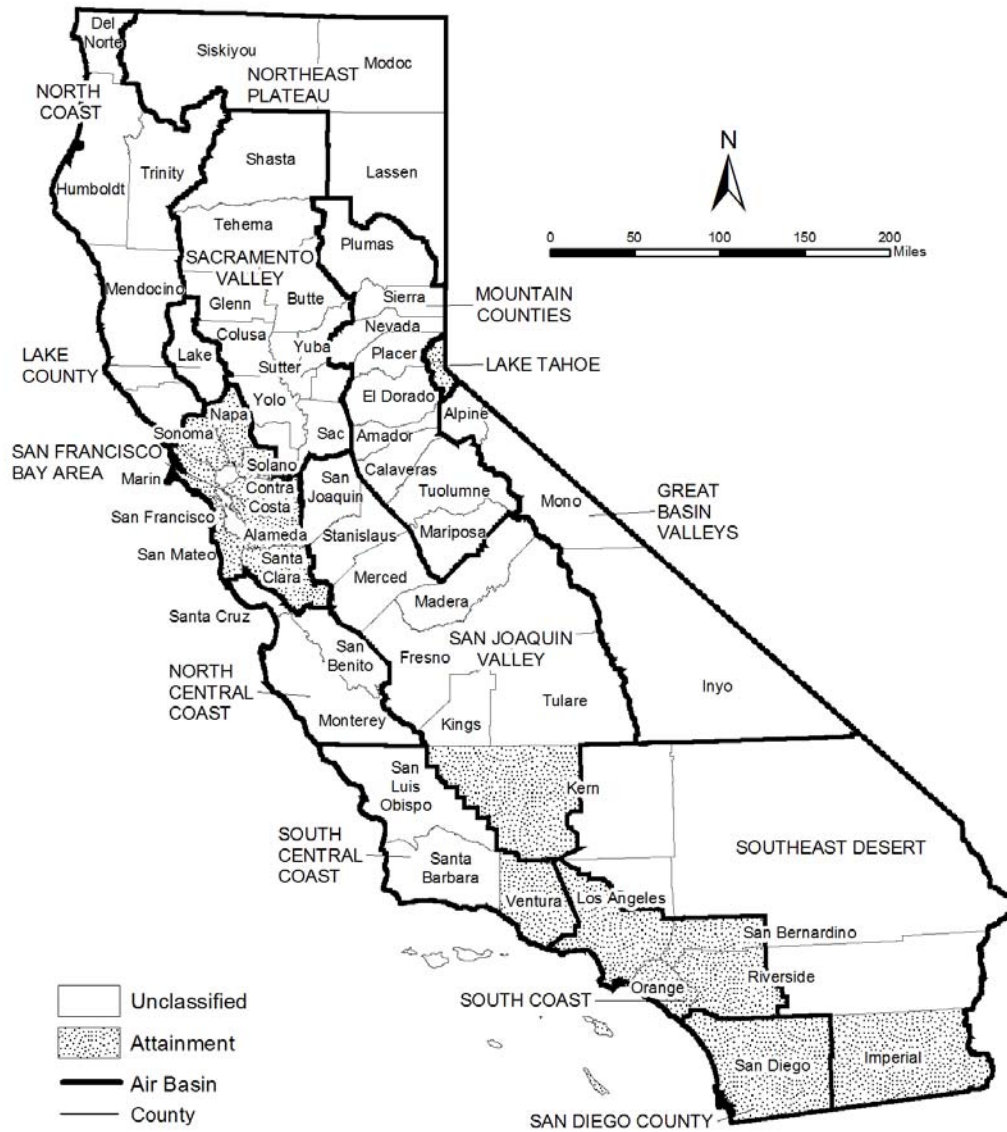 Del
Norte
Siskiyou
Modoc
NORTHEAST
PLATEAU
NORTH
COAST
Humboldt
Trinity
Shasta
Lassen
N
0 50 100 150 200
Miles
Tehema
Plumas
SACRAMENTO
VALLEY
Mendocino
Glenn
Butte
Sierra
MOUNTAIN
COUNTIES
Colusa
Yuba
Nevada
LAKE
COUNTY
Lake
Sutter
Placer
LAKE TAHOE
Yolo
El Dorado
Alpine
Napa
Sonoma
Sac
Amador
SAN FRANCISCO
BAY AREA
Solano
Calaveras
Marin
Contra
Costa
San
Joaquin
Tuolumne
Mono
GREAT
BASIN
VALLEYS
San Francisco
Alameda
Stanislaus
Mariposa
San Mateo
Santa
Clara
Merced
Madera
Santa Cruz
San
Benito
Fresno
SAN JOAQUIN
VALLEY
NORTH
CENTRAL
COAST
Monterey
Kings
Tulare
Inyo
San
Luis
Obispo
Kern
SOUTH
CENTRAL
COAST
Santa
Barbara
SOUTHEAST DESERT
Ventura
Los Angeles
San Bernardino
Orange
Riverside
SOUTH COAST
San Diego
Imperial
SAN DIEGO COUNTY
Unclassified
Attainment
Air Basin
County